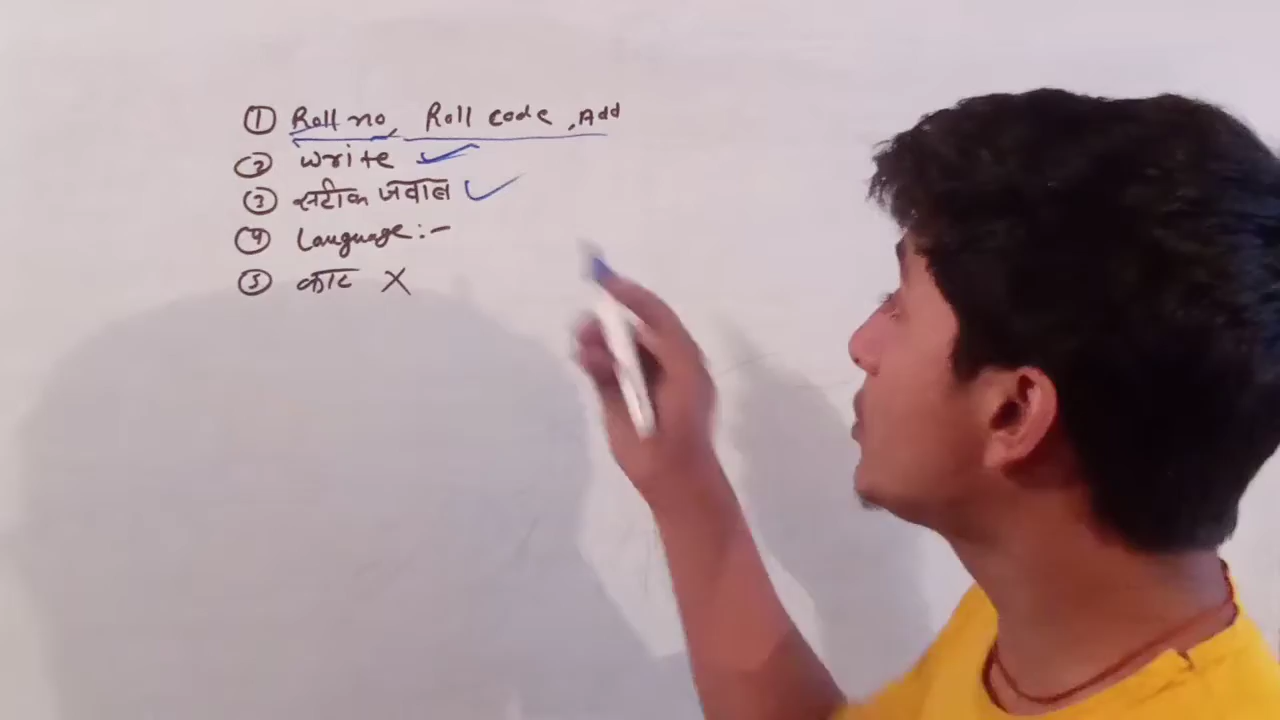 ① Roll no, Roll code, Add
② write ✓
③ सटीक जवाब ✓
④ Language:-
⑤ काट X